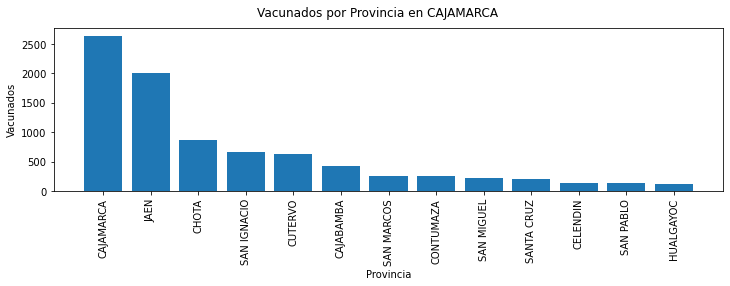 Vacunados por Provincia en CAJAMARCA
Vacunados
2500
2000
1500
1000
500
0
CAJAMARCA
JAEN
CHOTA
SAN IGNACIO
CUTERVO
CAJABAMBA
SAN MARCOS
CONTUMAZA
SAN MIGUEL
SANTA CRUZ
CELENDIN
SAN PABLO
HUALGAYOC
Provincia